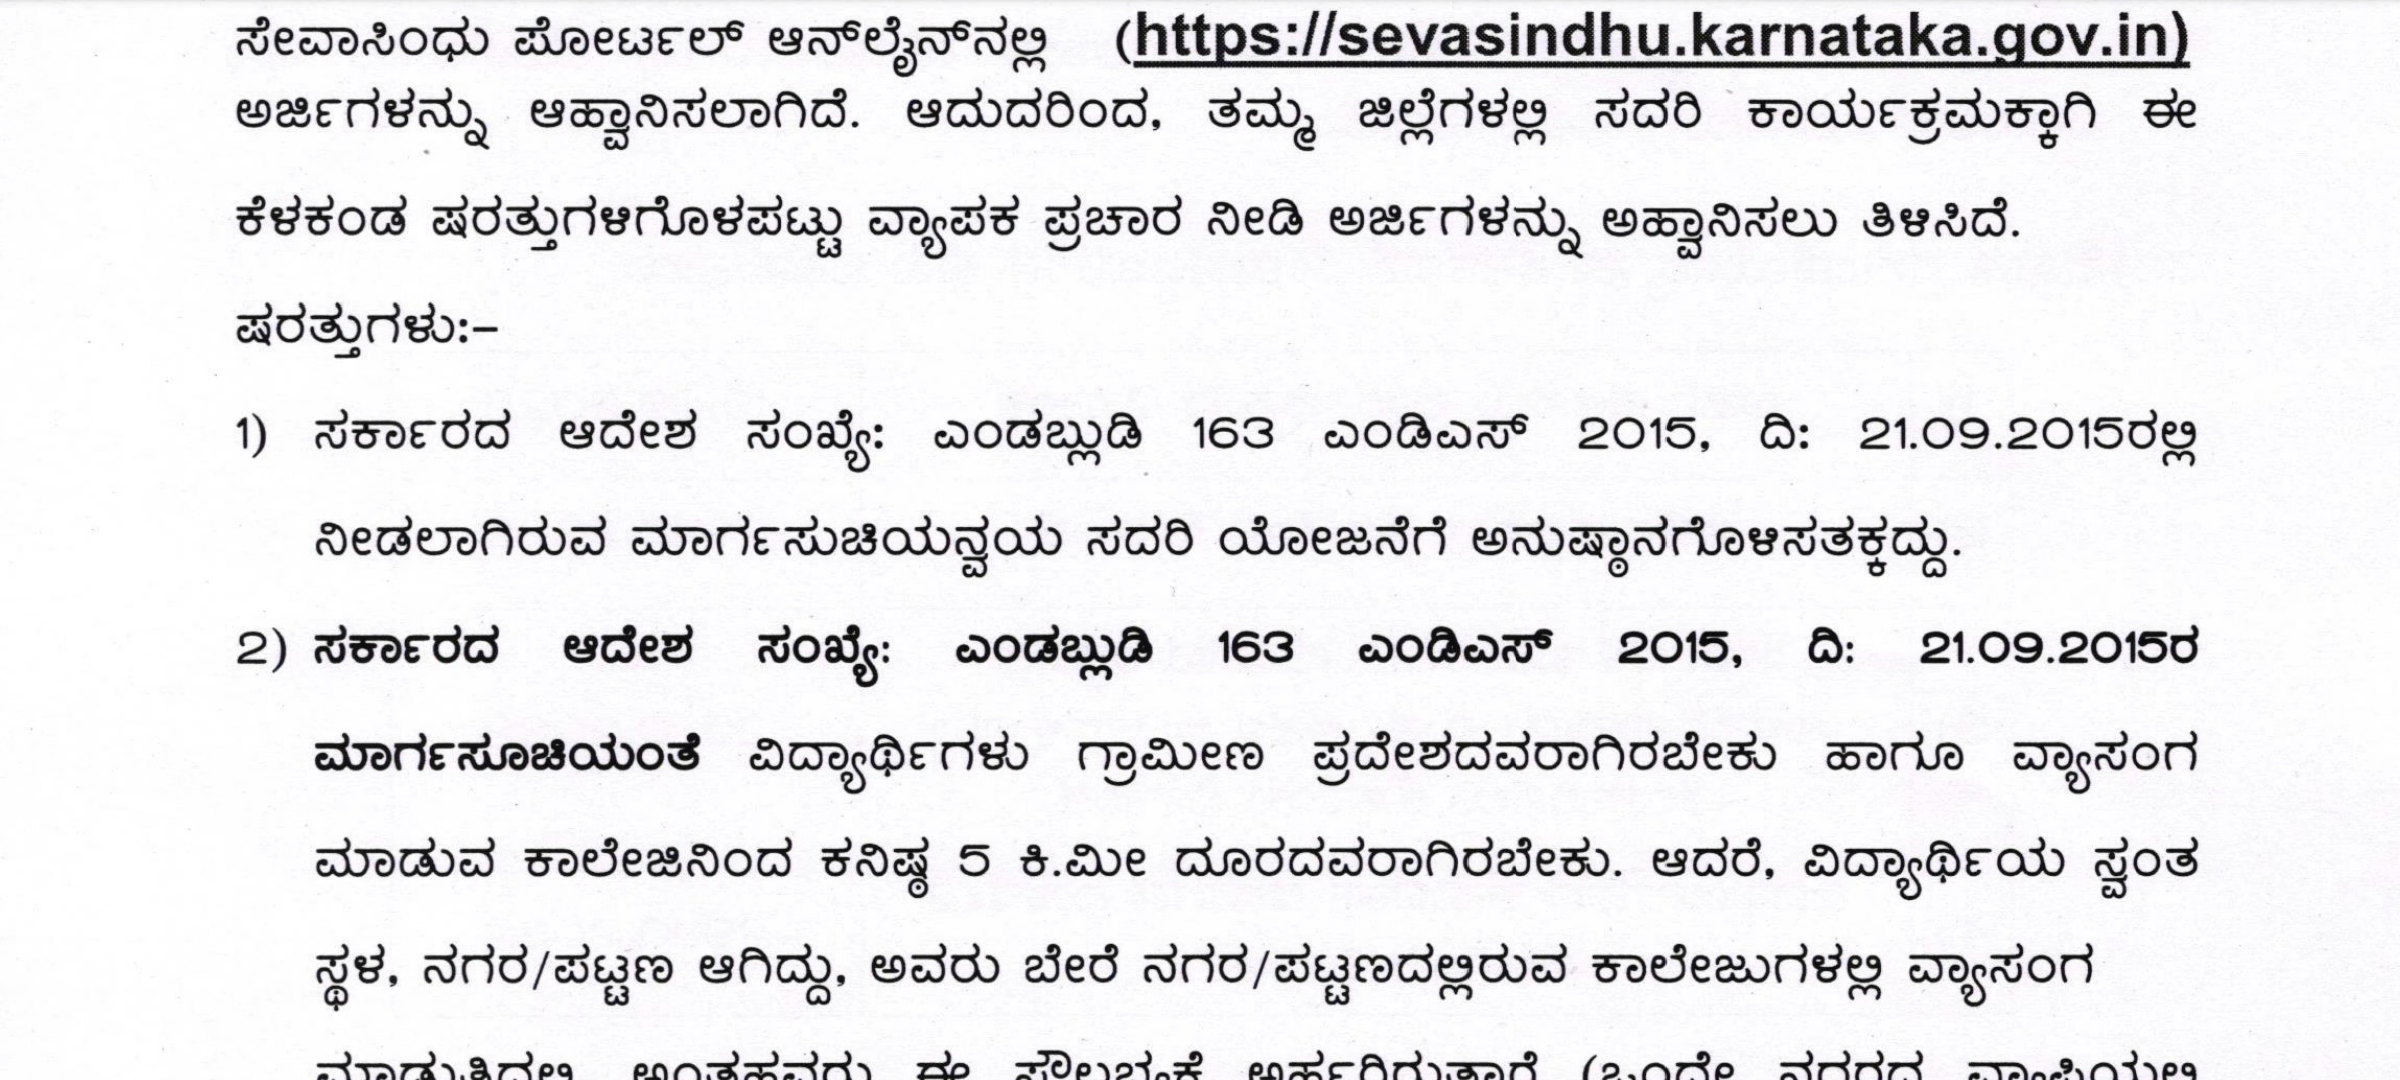 ಸೇವಾಸಿಂಧು ಪೋರ್ಟಲ್ ಆನ್‌ಲೈನ್‌ನಲ್ಲಿ (https://sevasindhu.karnataka.gov.in)
ಅರ್ಜಿಗಳನ್ನು ಆಹ್ವಾನಿಸಲಾಗಿದೆ. ಆದುದರಿಂದ, ತಮ್ಮ ಜಿಲ್ಲೆಗಳಲ್ಲಿ ಸದರಿ ಕಾರ್ಯಕ್ರಮಕ್ಕಾಗಿ ಈ
ಕೆಳಕಂಡ ಷರತ್ತುಗಳಿಗೊಳಪಟ್ಟು ವ್ಯಾಪಕ ಪ್ರಚಾರ ನೀಡಿ ಅರ್ಜಿಗಳನ್ನು ಅಹ್ವಾನಿಸಲು ತಿಳಿಸಿದೆ.
ಷರತ್ತುಗಳು:–
1) ಸರ್ಕಾರದ ಆದೇಶ ಸಂಖ್ಯೆ: ಎಂಡಬ್ಲುಡಿ 163 ಎಂಡಿಎಸ್ 2015, ದಿ: 21.09.2015ರಲ್ಲಿ
ನೀಡಲಾಗಿರುವ ಮಾರ್ಗಸುಚಿಯನ್ವಯ ಸದರಿ ಯೋಜನೆಗೆ ಅನುಷ್ಠಾನಗೊಳಿಸತಕ್ಕದ್ದು.
2) ಸರ್ಕಾರದ ಆದೇಶ ಸಂಖ್ಯೆ: ಎಂಡಬ್ಲುಡಿ 163 ಎಂಡಿಎಸ್ 2015, ದಿ: 21.09.2015ರ
ಮಾರ್ಗಸೂಚಿಯಂತೆ ವಿದ್ಯಾರ್ಥಿಗಳು ಗ್ರಾಮೀಣ ಪ್ರದೇಶದವರಾಗಿರಬೇಕು ಹಾಗೂ ವ್ಯಾಸಂಗ
ಮಾಡುವ ಕಾಲೇಜಿನಿಂದ ಕನಿಷ್ಠ 5 ಕಿ.ಮೀ ದೂರದವರಾಗಿರಬೇಕು. ಆದರೆ, ವಿದ್ಯಾರ್ಥಿಯ ಸ್ವಂತ
ಸ್ಥಳ, ನಗರ/ಪಟ್ಟಣ ಆಗಿದ್ದು, ಅವರು ಬೇರೆ ನಗರ/ಪಟ್ಟಣದಲ್ಲಿರುವ ಕಾಲೇಜುಗಳಲ್ಲಿ ವ್ಯಾಸಂಗ